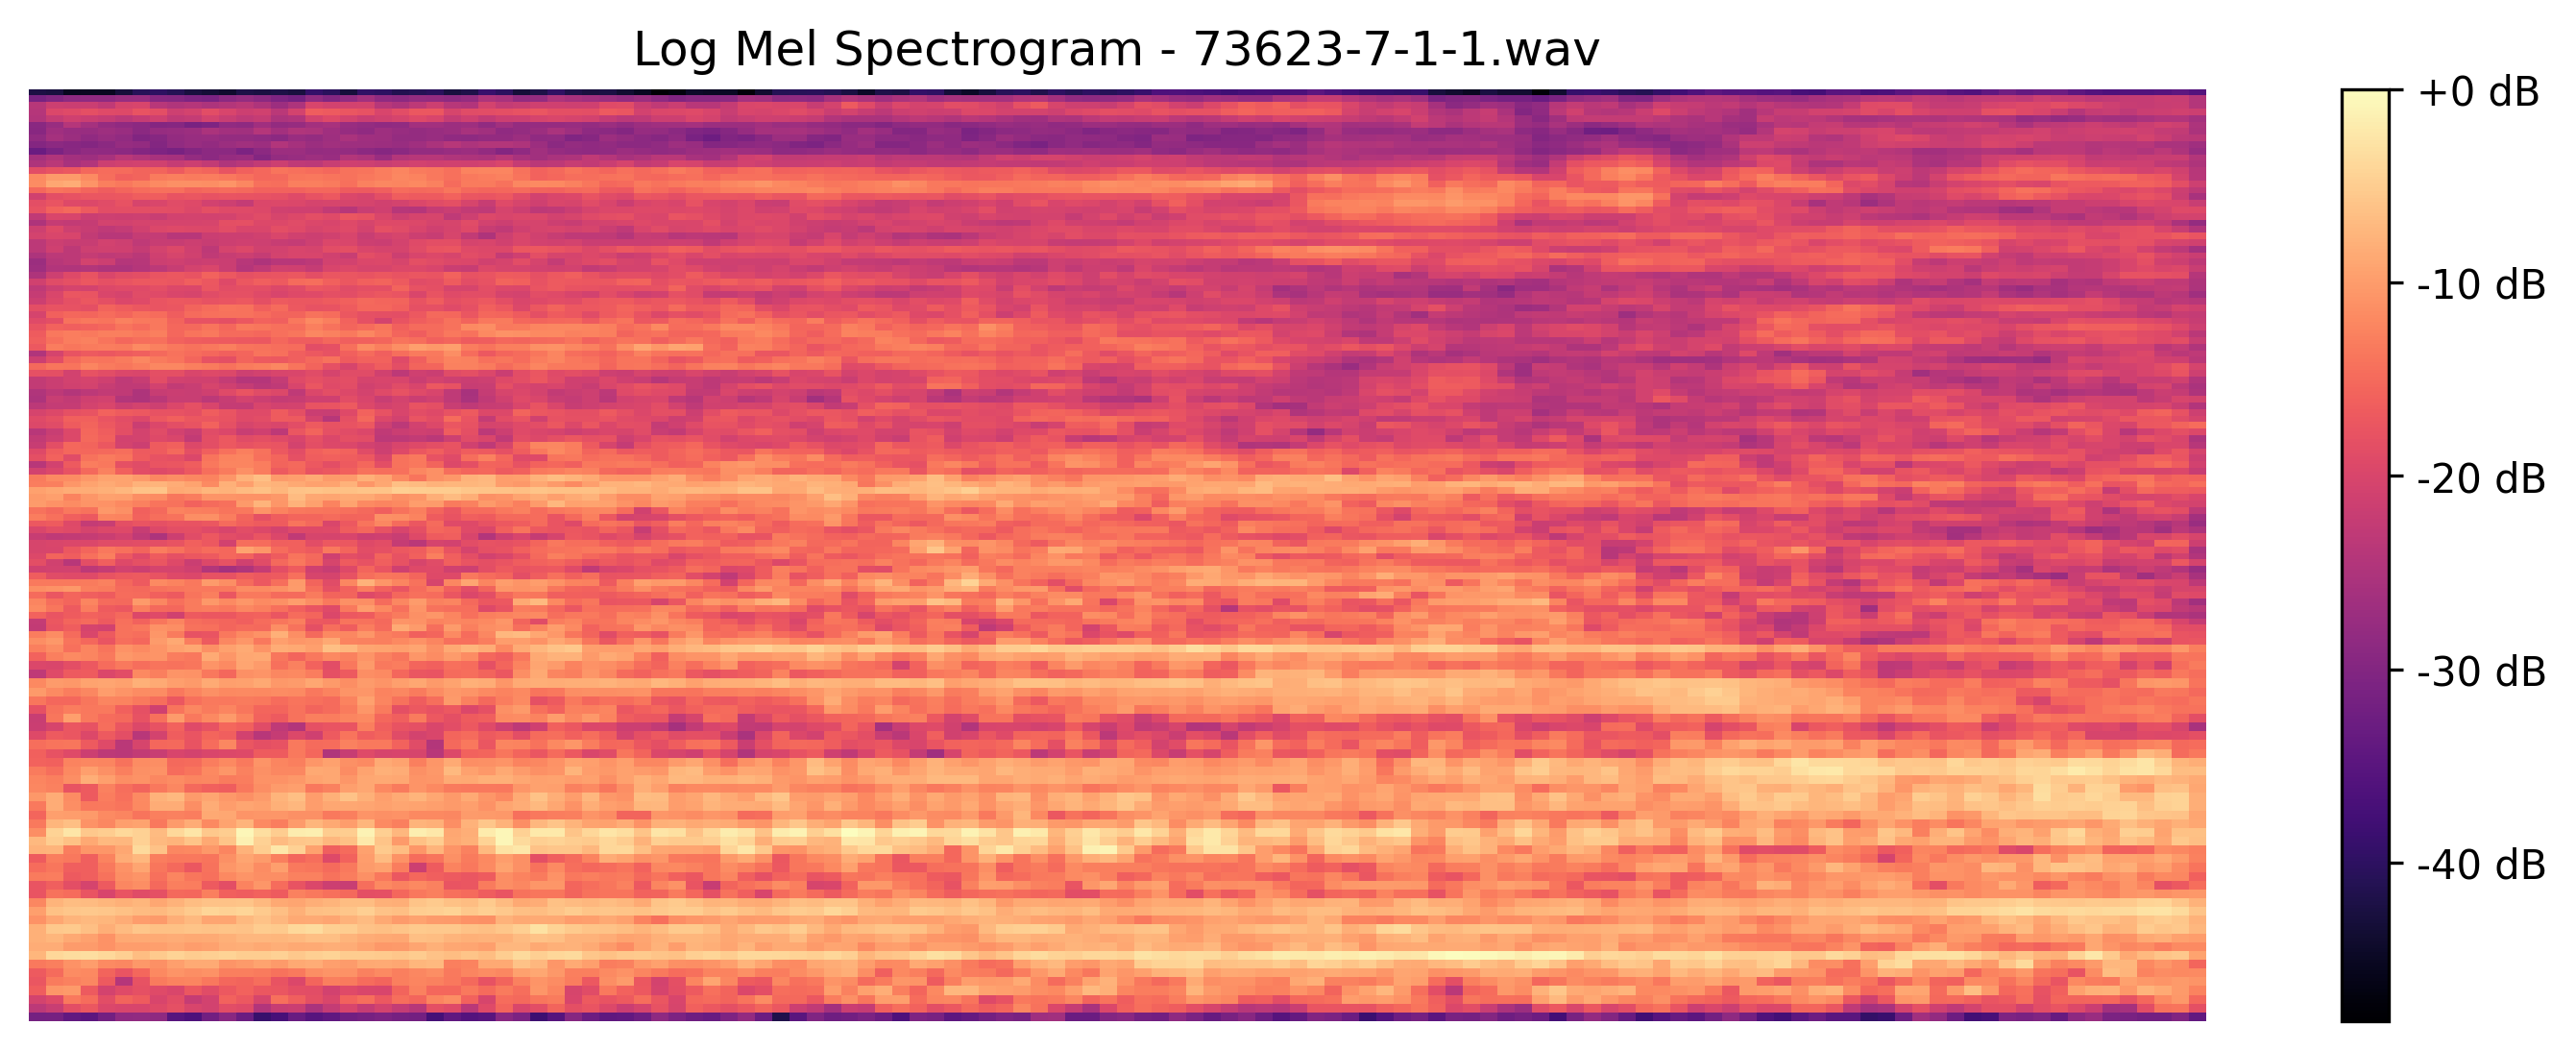 Log Mel Spectrogram - 73623-7-1-1.wav
+0 dB
-10 dB
-20 dB
-30 dB
-40 dB